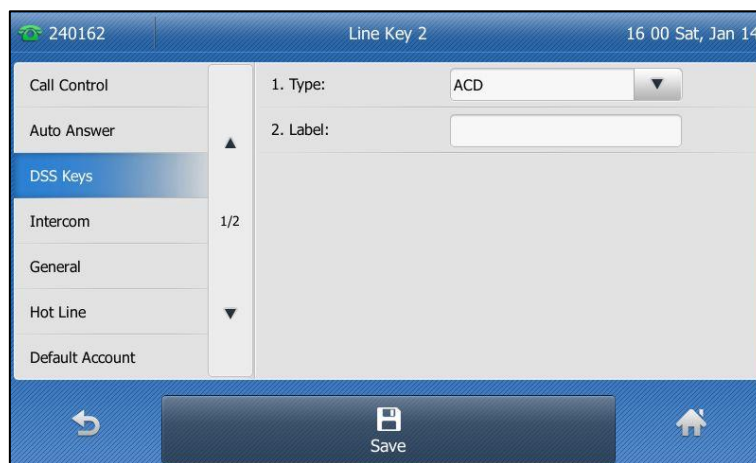 240162
Line Key 2
16 00 Sat, Jan 14
Call Control
Auto Answer
DSS Keys
Intercom
General
Hot Line
Default Account
1/2
1. Type:
ACD
2. Label:
Save